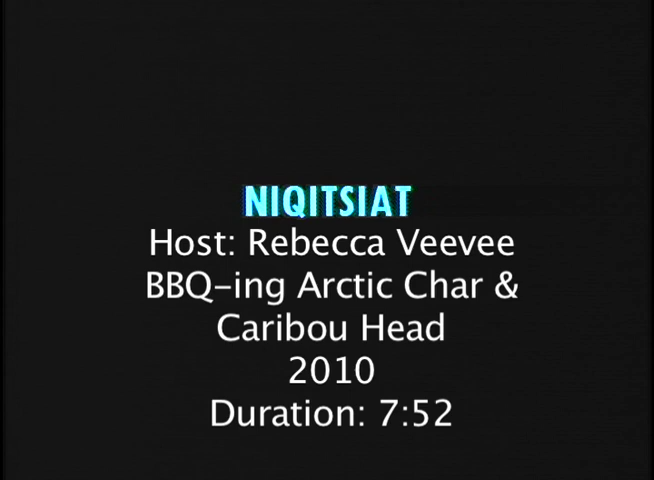 NIQITSIAT
Host: Rebecca Veevee
BBQ-ing Arctic Char &
Caribou Head
2010
Duration: 7:52